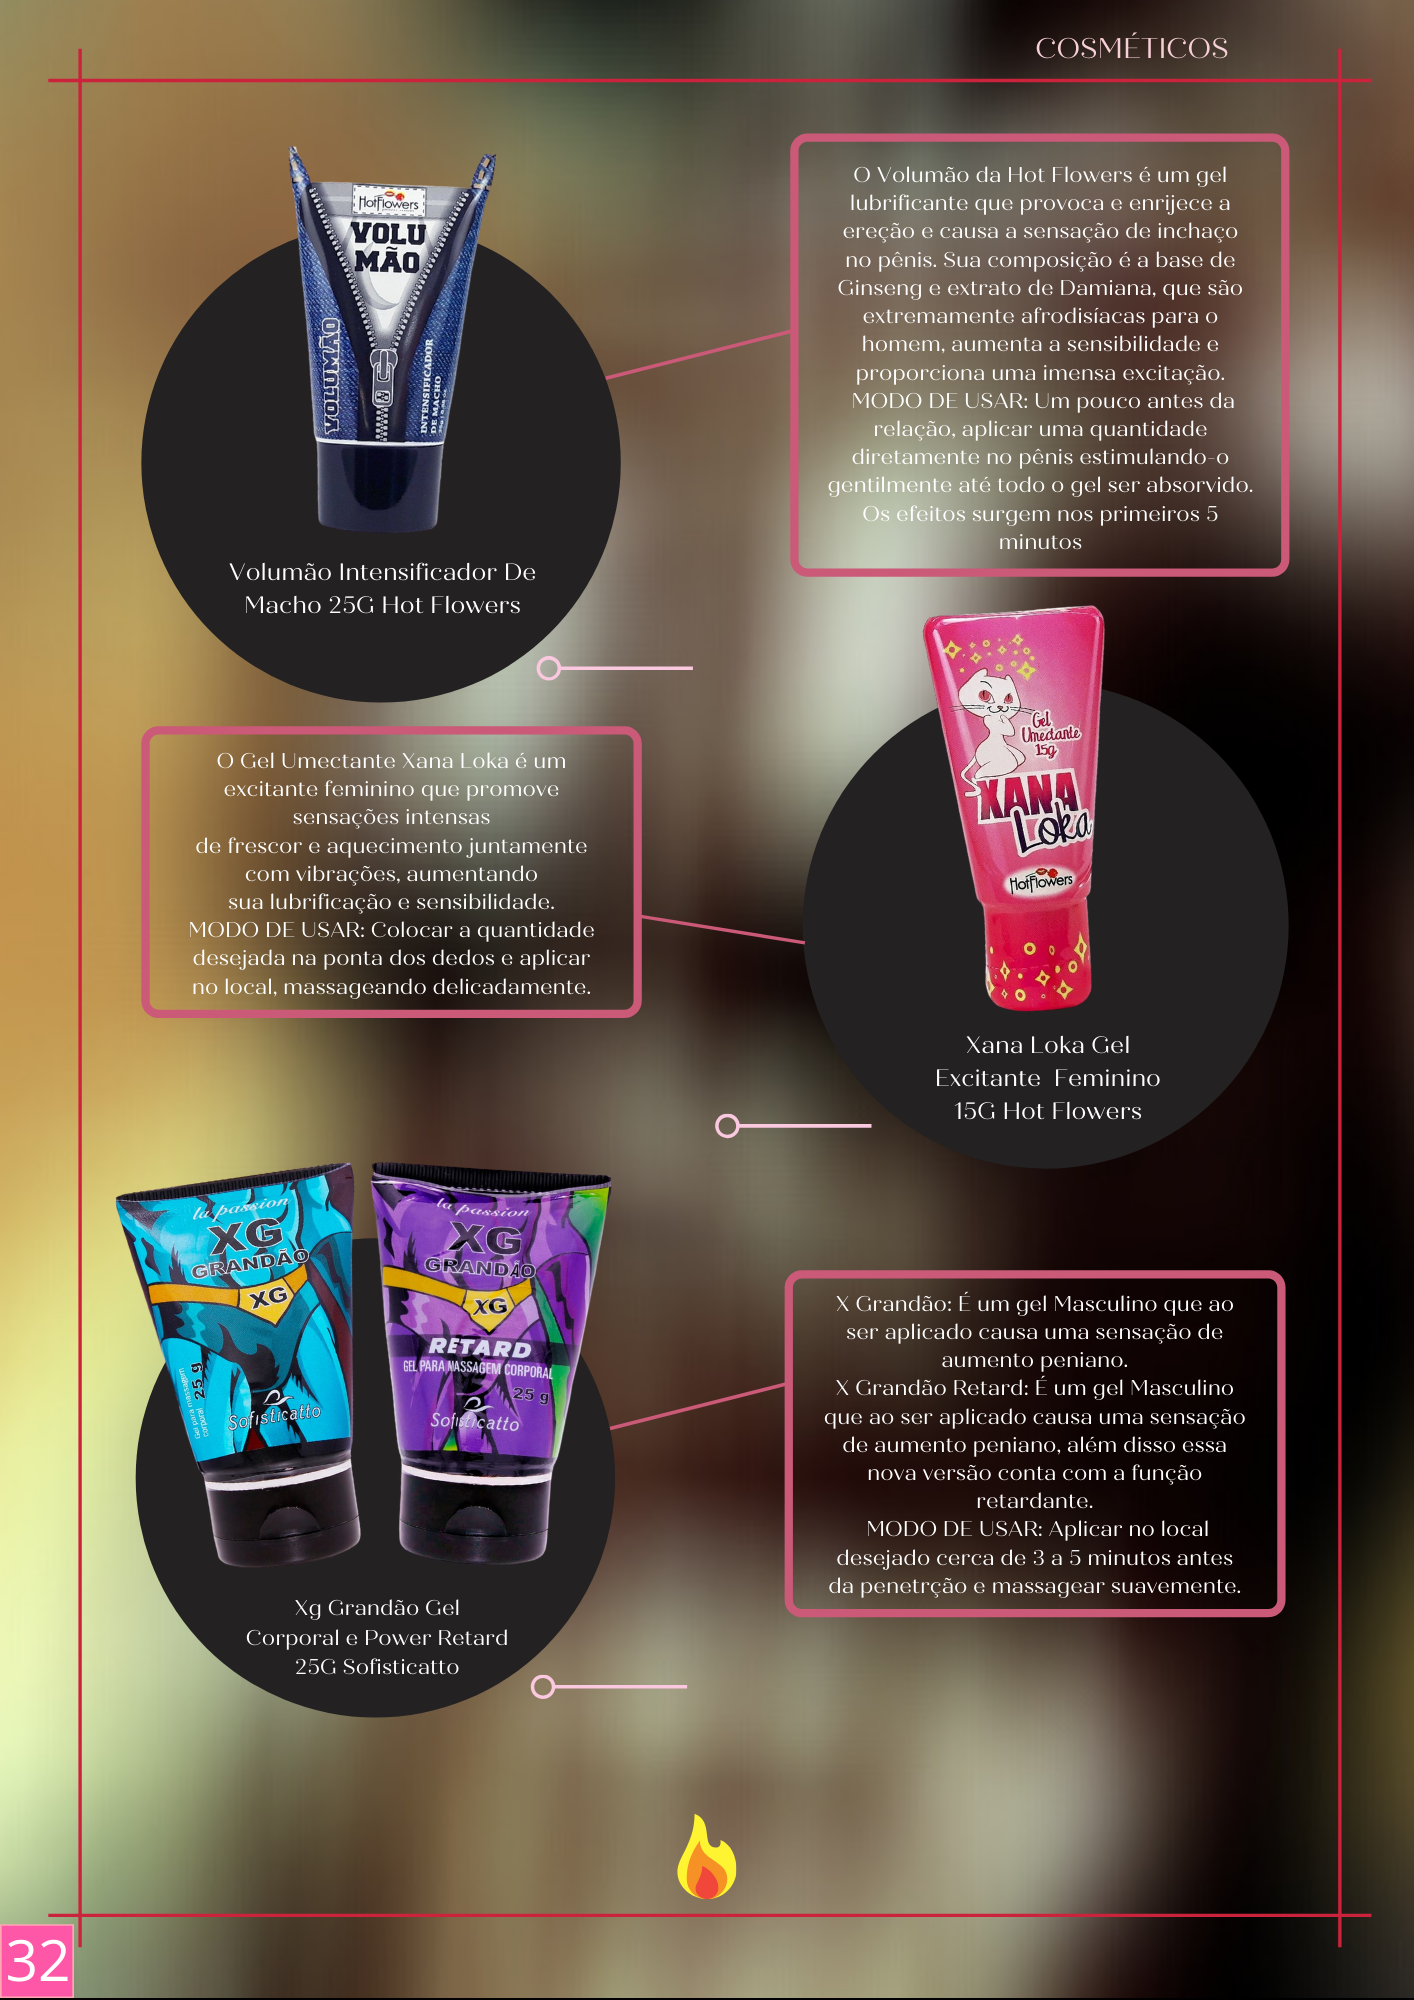 COSMÉTICOS
HotFlowers
VOLU
MÃO
VOLUMÃO
INTENSIFICADOR
DE MACHO
O Volumão da Hot Flowers é um gel
lubrificante que provoca e enrijece a
ereção e causa a sensação de inchaço
no pênis. Sua composição é a base de
Ginseng e extrato de Damiana, que são
extremamente afrodisíacas para o
homem, aumenta a sensibilidade e
proporciona uma imensa excitação.
MODO DE USAR: Um pouco antes da
relação, aplicar uma quantidade
diretamente no pênis estimulando-o
gentilmente até todo o gel ser absorvido.
Os efeitos surgem nos primeiros 5
minutos
Volumão Intensificador De
Macho 25G Hot Flowers
Gel
Umectante
15g
XANA
Loka
HotFlowers
O Gel Umectante Xana Loka é um
excitante feminino que promove
sensações intensas
de frescor e aquecimento juntamente
com vibrações, aumentando
sua lubrificação e sensibilidade.
MODO DE USAR: Colocar a quantidade
desejada na ponta dos dedos e aplicar
no local, massageando delicadamente.
Xana Loka Gel
Excitante Feminino
15G Hot Flowers
la passion
XG
GRANDÃO
XG
25 g
Gel para massagem
corporal
Sofisticatto
la passion
XG
GRANDÃO
XG
RETARD
GEL PARA MASSAGEM CORPORAL
25 g
Sofisticatto
X Grandão: É um gel Masculino que ao
ser aplicado causa uma sensação de
aumento peniano.
X Grandão Retard: É um gel Masculino
que ao ser aplicado causa uma sensação
de aumento peniano, além disso essa
nova versão conta com a função
retardante.
MODO DE USAR: Aplicar no local
desejado cerca de 3 a 5 minutos antes
da penetrção e massagear suavemente.
Xg Grandão Gel
Corporal e Power Retard
25G Sofisticatto
32